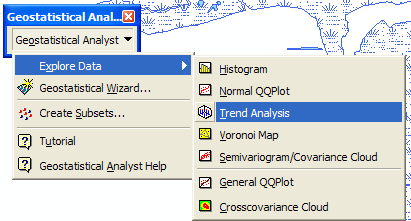 Geostatistical Anal...
Geostatistical Analyst
Explore Data
Geostatistical Wizard...
Create Subsets...
Tutorial
Geostatistical Analyst Help
Histogram
Normal QQPlot
Trend Analysis
Voronoi Map
Semivariogram/Covariance Cloud
General QQPlot
Crosscovariance Cloud